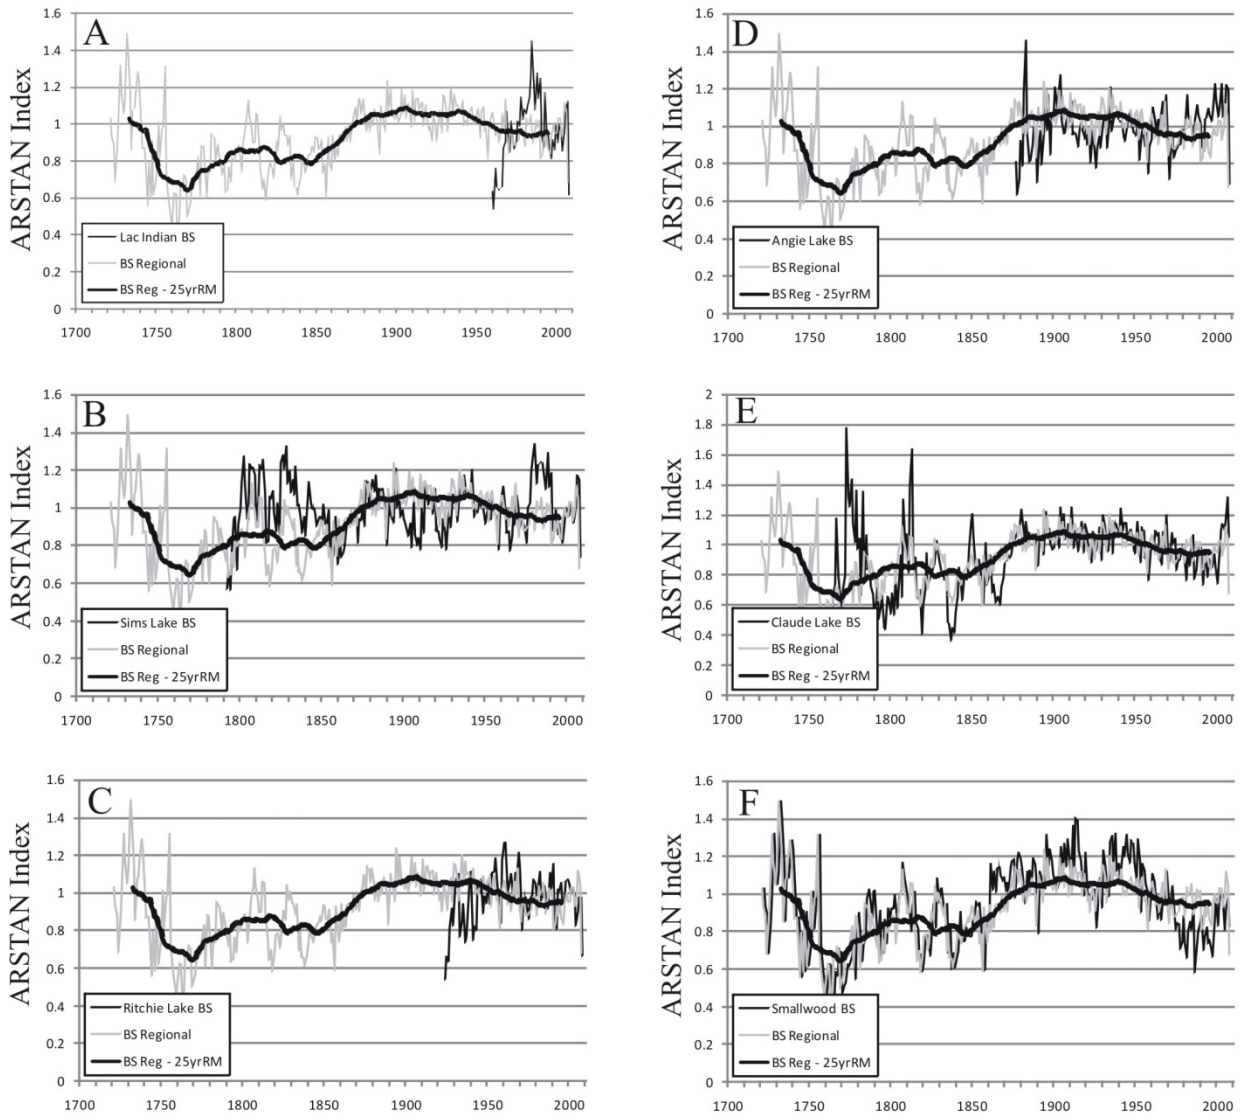 A
ARSTAN Index
1.6
1.4
1.2
1
0.8
0.6
0.4
0.2
0
Lac Indian BS
BS Regional
BS Reg - 25yrRM
1700 1750 1800 1850 1900 1950 2000
D
ARSTAN Index
1.6
1.4
1.2
1
0.8
0.6
0.4
0.2
0
Angie Lake BS
BS Regional
BS Reg - 25yrRM
1700 1750 1800 1850 1900 1950 2000
B
ARSTAN Index
1.6
1.4
1.2
1
0.8
0.6
0.4
0.2
0
Sims Lake BS
BS Regional
BS Reg - 25yrRM
1700 1750 1800 1850 1900 1950 2000
E
ARSTAN Index
2
1.8
1.6
1.4
1.2
1
0.8
0.6
0.4
0.2
0
Claude Lake BS
BS Regional
BS Reg - 25yrRM
1700 1750 1800 1850 1900 1950 2000
C
ARSTAN Index
1.6
1.4
1.2
1
0.8
0.6
0.4
0.2
0
Ritchie Lake BS
BS Regional
BS Reg - 25yrRM
1700 1750 1800 1850 1900 1950 2000
F
ARSTAN Index
1.6
1.4
1.2
1
0.8
0.6
0.4
0.2
0
Smallwood BS
BS Regional
BS Reg - 25yrRM
1700 1750 1800 1850 1900 1950 2000